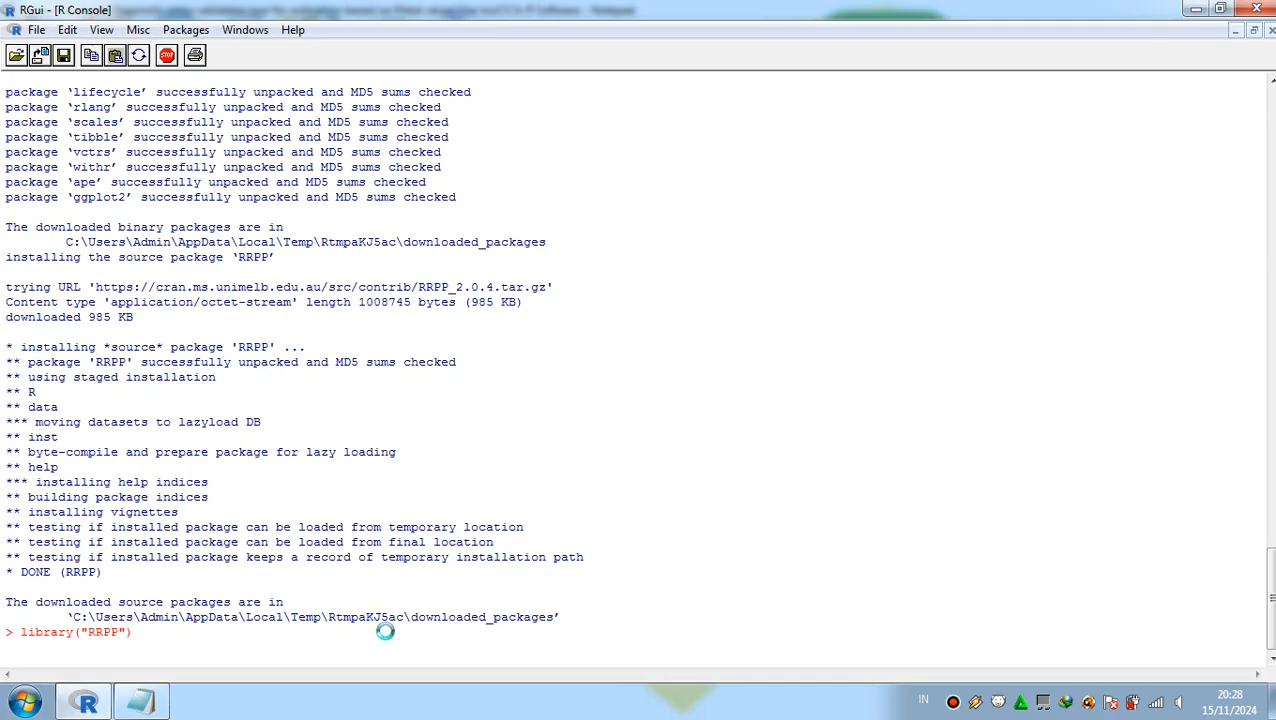 RGui - [R Console]
File Edit View Misc Packages Windows Help
STOP
package ‘lifecycle’ successfully unpacked and MD5 sums checked
package ‘rlang’ successfully unpacked and MD5 sums checked
package ‘scales’ successfully unpacked and MD5 sums checked
package ‘tibble’ successfully unpacked and MD5 sums checked
package ‘vctrs’ successfully unpacked and MD5 sums checked
package ‘withr’ successfully unpacked and MD5 sums checked
package ‘ape’ successfully unpacked and MD5 sums checked
package ‘ggplot2’ successfully unpacked and MD5 sums checked
The downloaded binary packages are in
C:\Users\Admin\AppData\Local\Temp\RtmpaKJ5ac\downloaded_packages
installing the source package ‘RRPP’
trying URL 'https://cran.ms.unimelb.edu.au/src/contrib/RRPP_2.0.4.tar.gz'
Content type 'application/octet-stream' length 1008745 bytes (985 KB)
downloaded 985 KB
* installing *source* package 'RRPP' ...
** package 'RRPP' successfully unpacked and MD5 sums checked
** using staged installation
** R
** data
*** moving datasets to lazyload DB
** inst
** byte-compile and prepare package for lazy loading
** help
*** installing help indices
** building package indices
** installing vignettes
** testing if installed package can be loaded from temporary location
** testing if installed package can be loaded from final location
** testing if installed package keeps a record of temporary installation path
* DONE (RRPP)
The downloaded source packages are in
‘C:\Users\Admin\AppData\Local\Temp\RtmpaKJ5ac\downloaded_packages’
> library("RRPP")
IN
20:28
15/11/2024